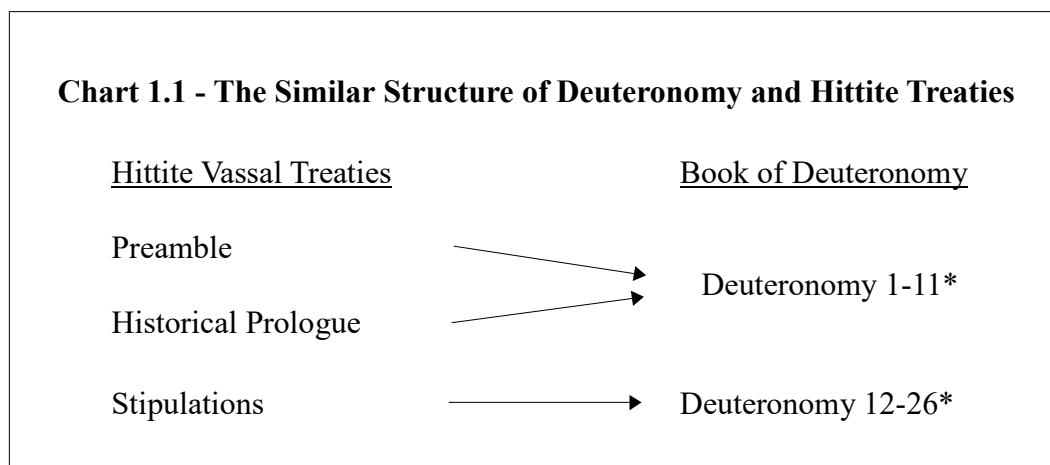 Chart 1.1 - The Similar Structure of Deuteronomy and Hittite Treaties
Hittite Vassal Treaties Book of Deuteronomy
Preamble
Deuteronomy 1-11*
Historical Prologue
Stipulations Deuteronomy 12-26*